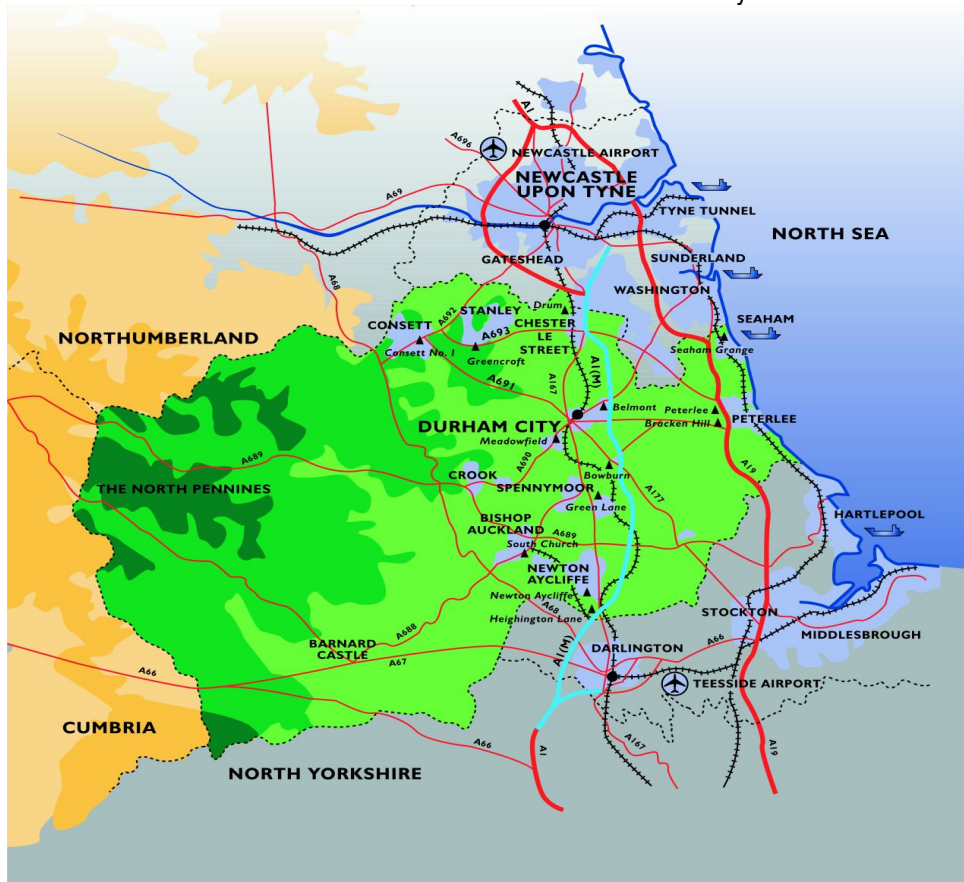 A1
A696
NEWCASTLE AIRPORT
NEWCASTLE
UPON TYNE
A69
TYNE TUNNEL
NORTH SEA
GATESHEAD
SUNDERLAND
A68
WASHINGTON
Drum
SEAHAM
A692
STANLEY
CONSETT
CHESTER
LE
STREET
A693
NORTHUMBERLAND
Consett No. 1
Greencroft
Seaham Grange
A1(M)
A691
A167
Belmont
Peterlee
PETERLEE
DURHAM CITY
Bracken Hill
Meadowfield
A690
A19
A689
Bowburn
CROOK
THE NORTH PENNINES
SPENNYMOOR
A177
Green Lane
HARTLEPOOL
BISHOP
AUCKLAND
A689
South Church
NEWTON
AYCLIFFE
Newton Aycliffe
A68
STOCKTON
Heighington Lane
A688
MIDDLESBROUGH
BARNARD
CASTLE
A1(M)
DARLINGTON
A66
A67
A66
TEESSIDE AIRPORT
CUMBRIA
A66
A1
A167
A19
NORTH YORKSHIRE